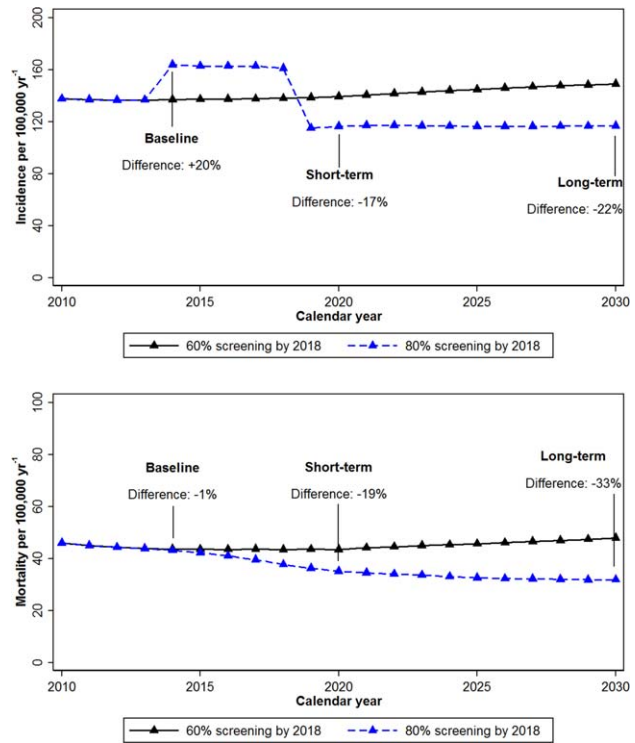 200
160
120
80
40
0
Incidence per 100,000 yr⁻¹
Baseline
Difference: +20%
Short-term
Difference: -17%
Long-term
Difference: -22%
2010 2015 2020 2025 2030
Calendar year
60% screening by 2018 80% screening by 2018
100
80
60
40
20
0
Mortality per 100,000 yr⁻¹
Baseline
Difference: -1%
Short-term
Difference: -19%
Long-term
Difference: -33%
2010 2015 2020 2025 2030
Calendar year
60% screening by 2018 80% screening by 2018